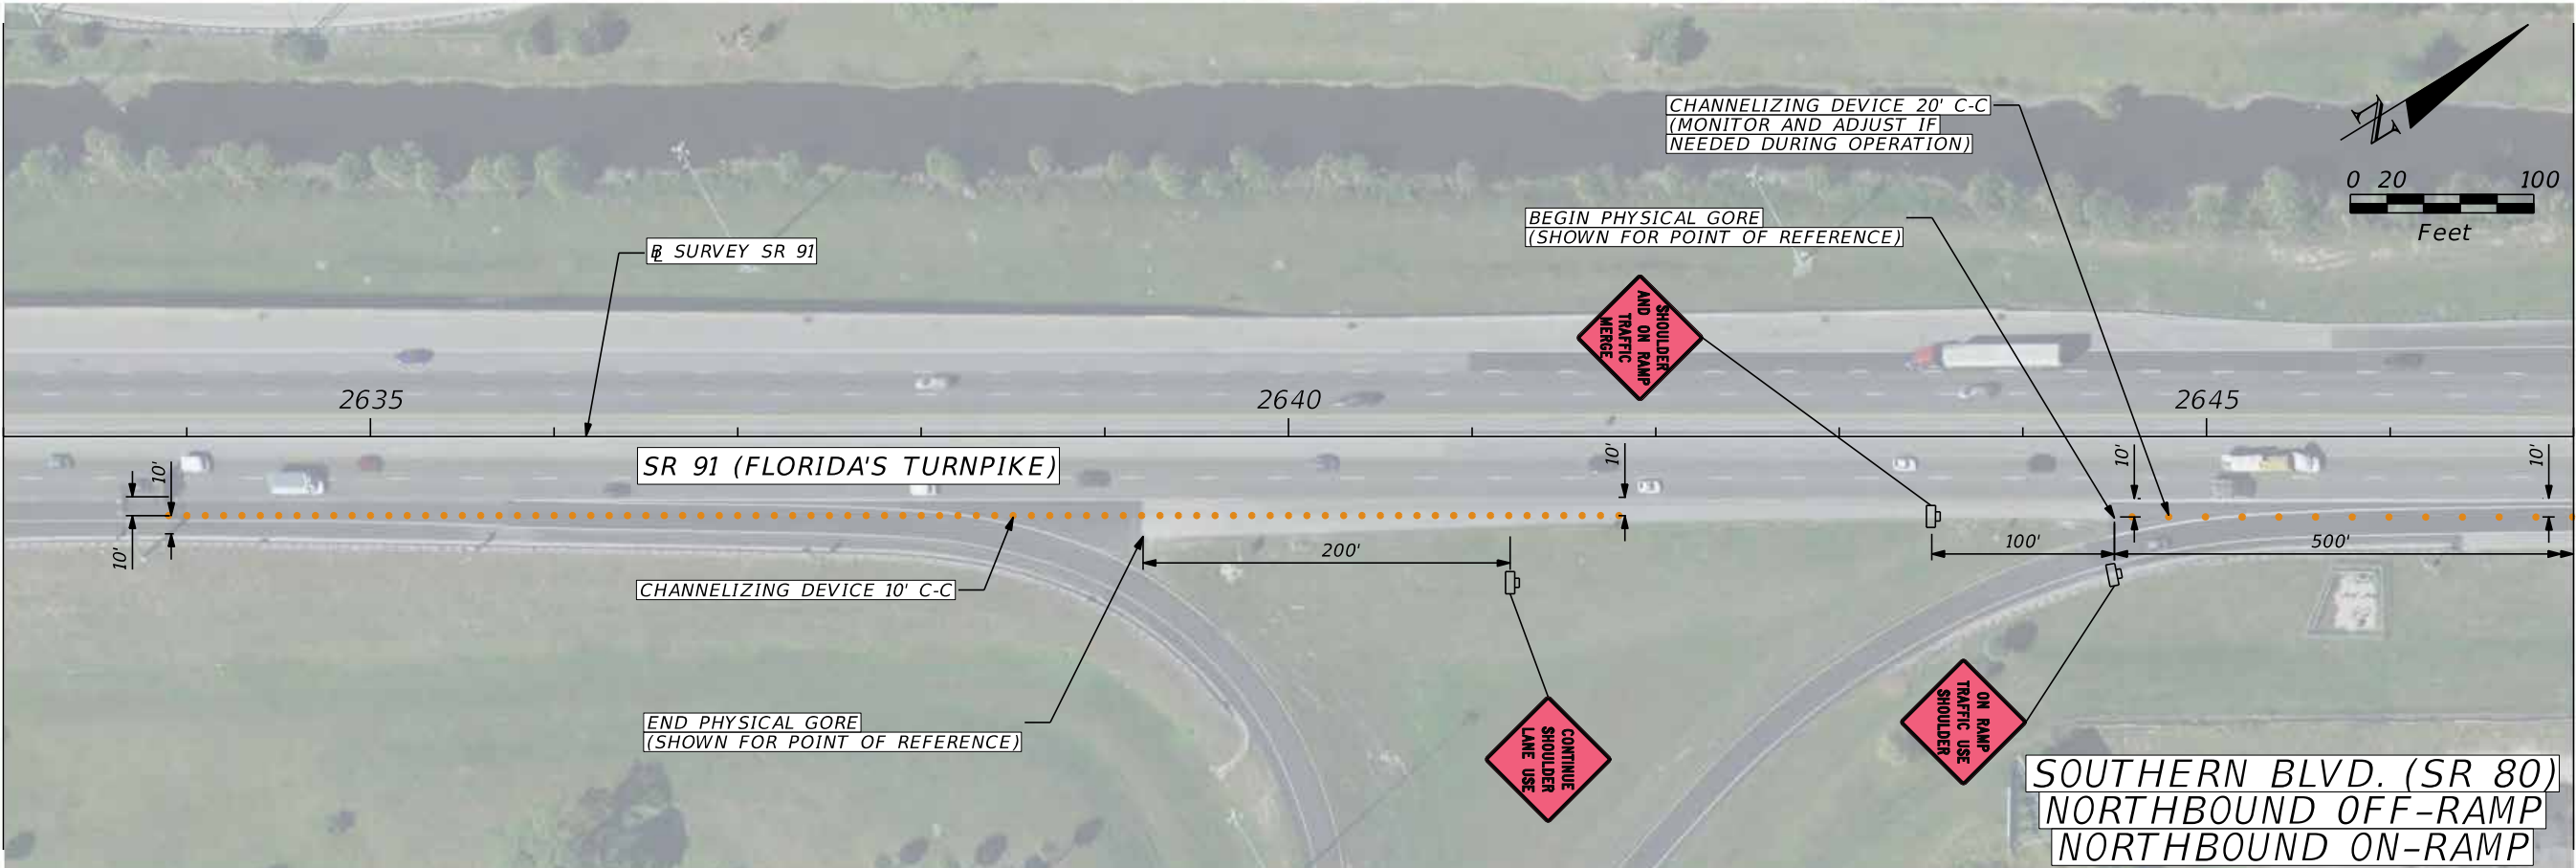 CHANNELIZING DEVICE 20' C-C
(MONITOR AND ADJUST IF
NEEDED DURING OPERATION)
N
0 20 100
Feet
BEGIN PHYSICAL GORE
(SHOWN FOR POINT OF REFERENCE)
℄ SURVEY SR 91
SHOULDER
AND ON RAMP
TRAFFIC
MERGE
2635
2640
2645
SR 91 (FLORIDA'S TURNPIKE)
10'
10'
10'
10'
10'
200'
100'
500'
CHANNELIZING DEVICE 10' C-C
END PHYSICAL GORE
(SHOWN FOR POINT OF REFERENCE)
CONTINUE
SHOULDER
LANE USE
ON RAMP
TRAFFIC USE
SHOULDER
SOUTHERN BLVD. (SR 80)
NORTHBOUND OFF-RAMP
NORTHBOUND ON-RAMP